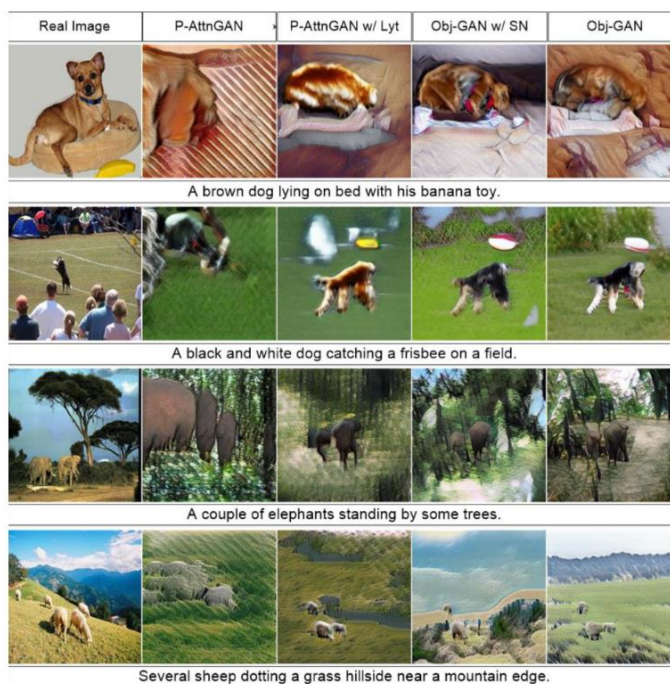 Real Image P-AttnGAN P-AttnGAN w/ Lyt Obj-GAN w/ SN Obj-GAN
A brown dog lying on bed with his banana toy.
A black and white dog catching a frisbee on a field.
A couple of elephants standing by some trees.
Several sheep dotting a grass hillside near a mountain edge.